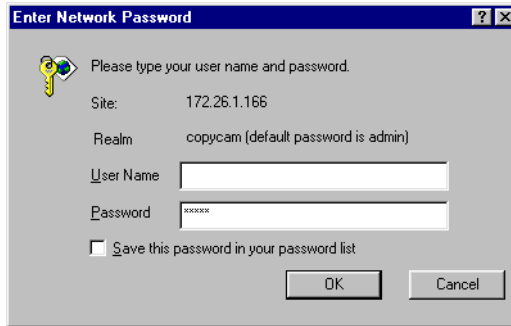 Enter Network Password
Please type your user name and password.
Site: 172.26.1.166
Realm copycam (default password is admin)
User Name
Password xxxxx
Save this password in your password list
OK Cancel